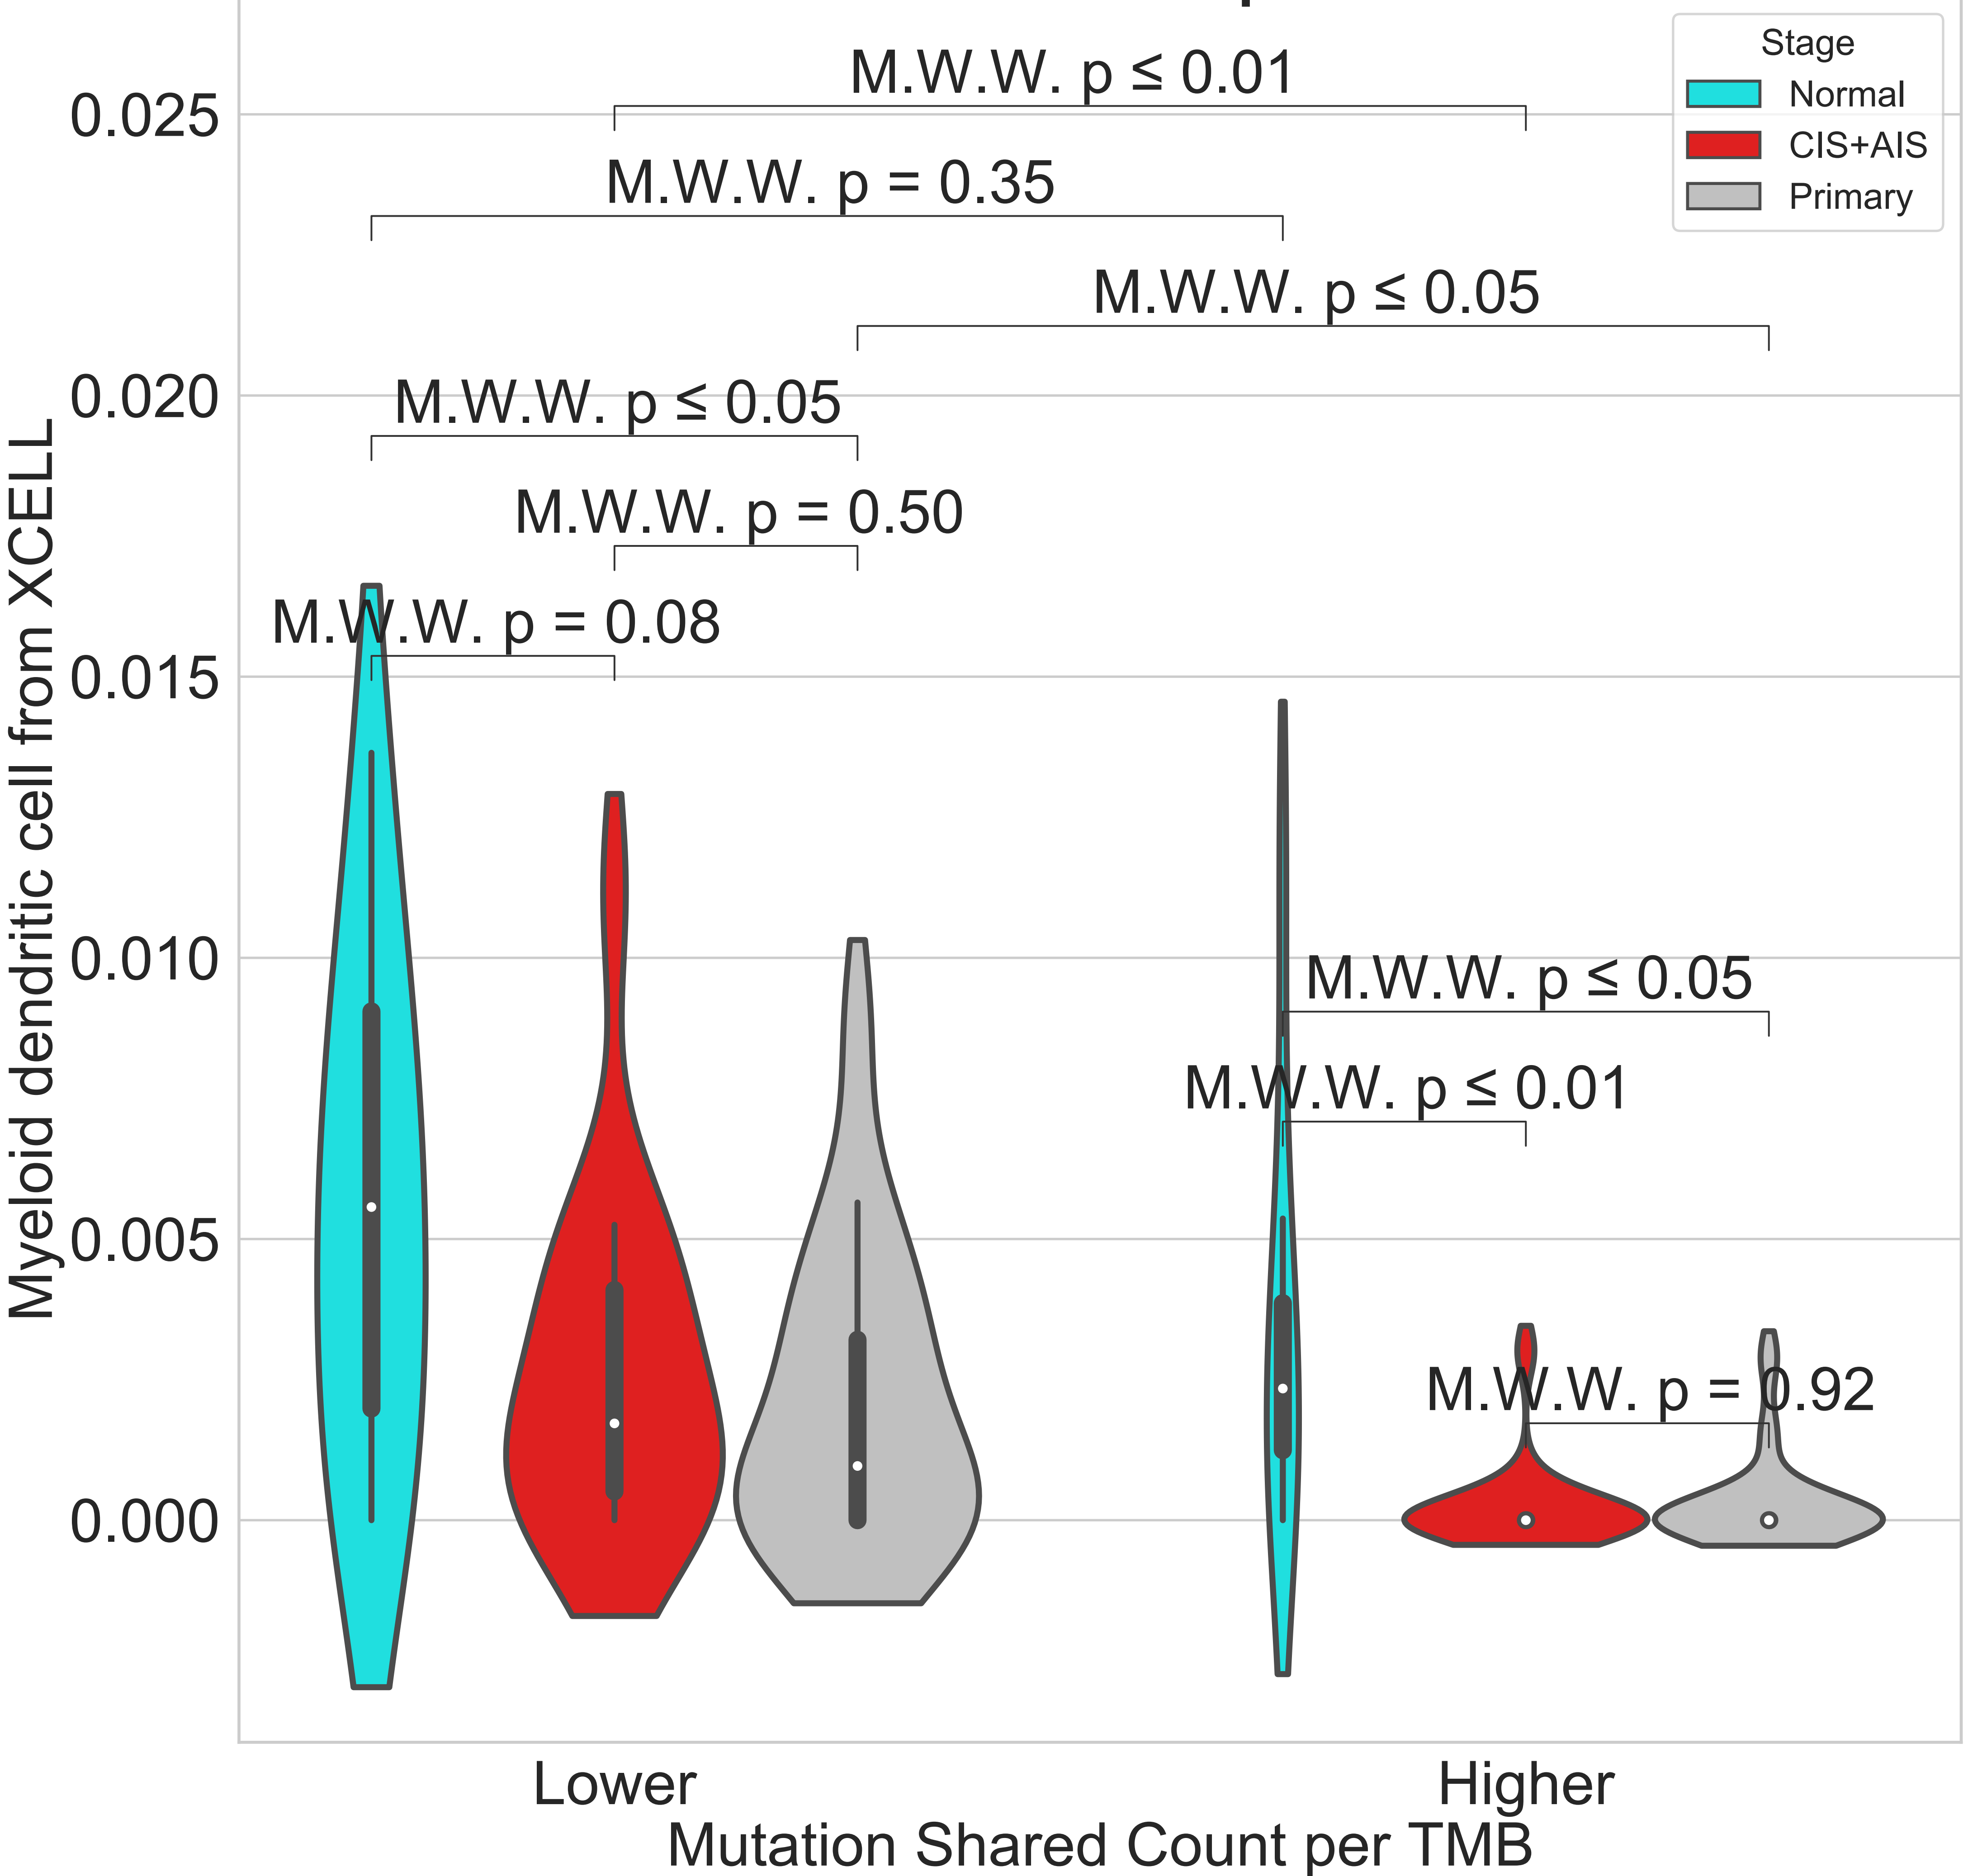 M.W.W. p ≤ 0.01
M.W.W. p = 0.35
M.W.W. p ≤ 0.05
M.W.W. p ≤ 0.05
M.W.W. p = 0.50
M.W.W. p = 0.08
M.W.W. p ≤ 0.05
M.W.W. p ≤ 0.01
M.W.W. p = 0.92
Stage
Normal
CIS+AIS
Primary
Myeloid dendritic cell from XCELL
0.025
0.020
0.015
0.010
0.005
0.000
Lower
Higher
Mutation Shared Count per TMB